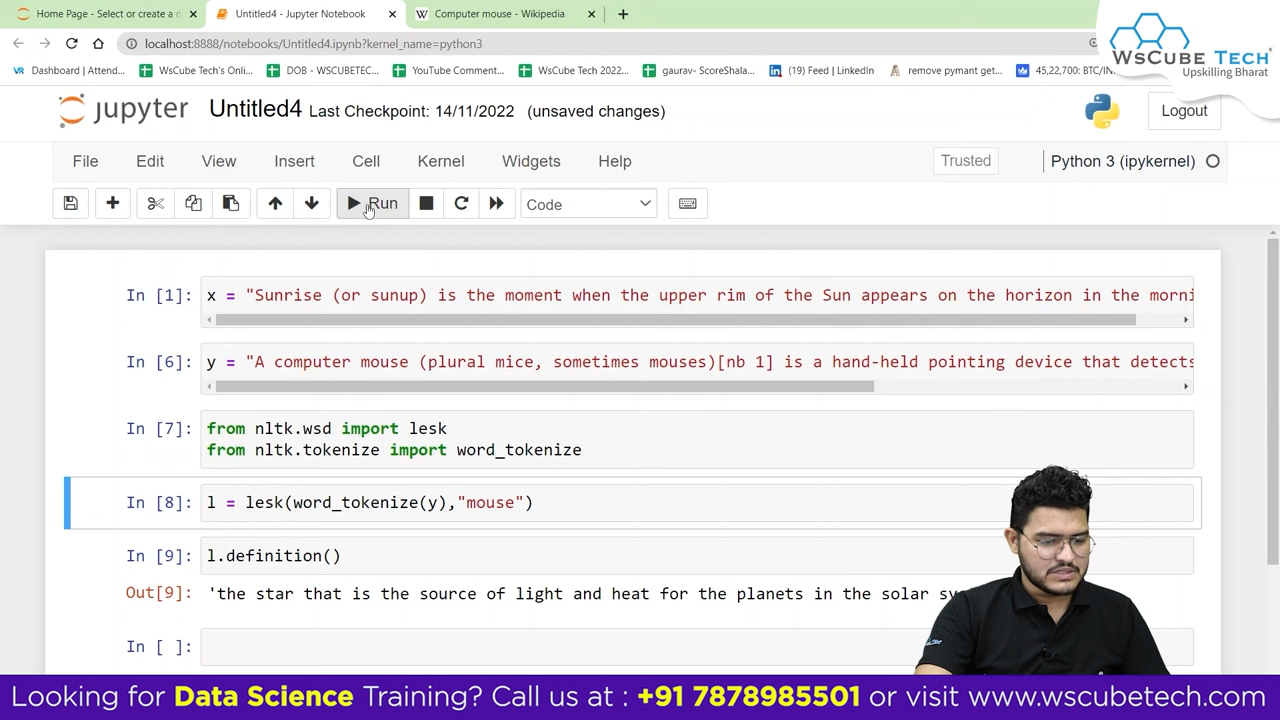 Home Page - Select or create a n
Untitled4 - Jupyter Notebook
Computer mouse - Wikipedia
localhost:8888/notebooks/Untitled4.ipynb?kernel_name=python3
Dashboard | Attend...
WsCube Tech's Onli...
DOB - WSCUBETEC...
YouTube Comment...
WsCube Tech 2022...
gaurav- ScoreShala...
(19) Feed | LinkedIn
remove pymant get...
45,22,700: BTC/IN
WsCube Tech
Upskilling Bharat
jupyter Untitled4 Last Checkpoint: 14/11/2022 (unsaved changes)
Logout
File Edit View Insert Cell Kernel Widgets Help
Trusted
Python 3 (ipykernel)
Run
Code
In [1]: x = "Sunrise (or sunup) is the moment when the upper rim of the Sun appears on the horizon in the morni
In [6]: y = "A computer mouse (plural mice, sometimes mouses)[nb 1] is a hand-held pointing device that detects
In [7]: from nltk.wsd import lesk
from nltk.tokenize import word_tokenize
In [8]: l = lesk(word_tokenize(y),"mouse")
In [9]: l.definition()
Out[9]: 'the star that is the source of light and heat for the planets in the solar sy
In [ ]:
Looking for Data Science Training? Call us at : +91 7878985501 or visit www.wscubetech.com